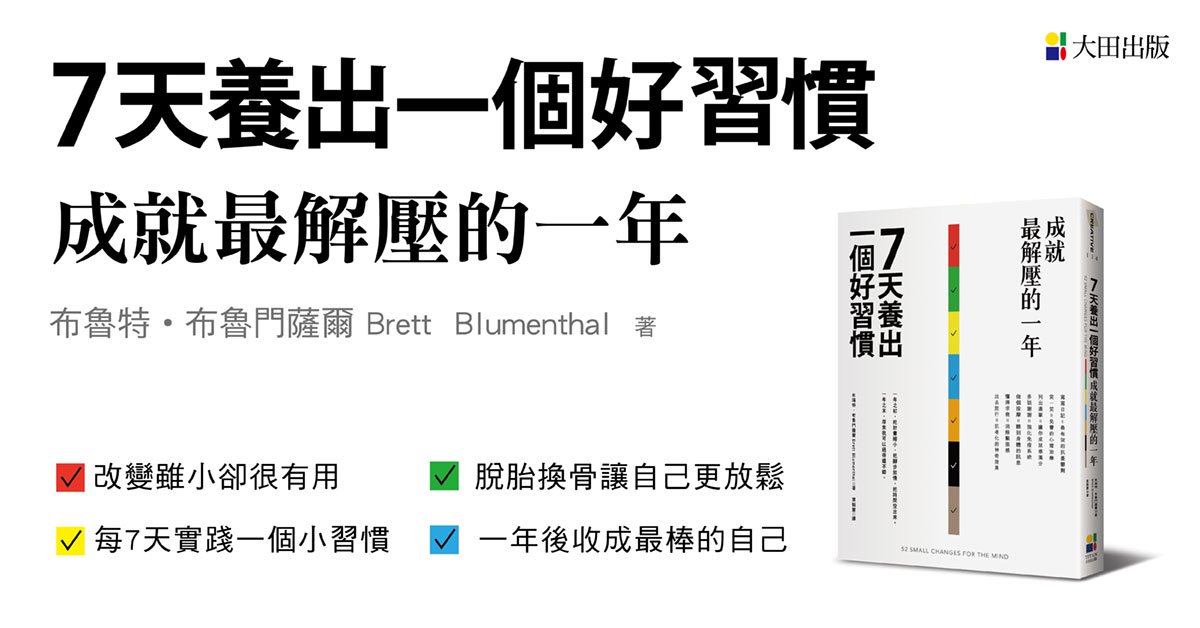 大田出版
7天養出一個好習慣
成就最解壓的一年
布魯特・布魯門薩爾 Brett Blumenthal 著
改變雖小卻很有用
脫胎換骨讓自己更放鬆
每7天實踐一個小習慣
一年後收成最棒的自己
成就
最解壓的一年
7天養出
一個好習慣
52 SMALL CHANGES FOR THE MIND
7天養出一個好習慣 成就最解壓的一年